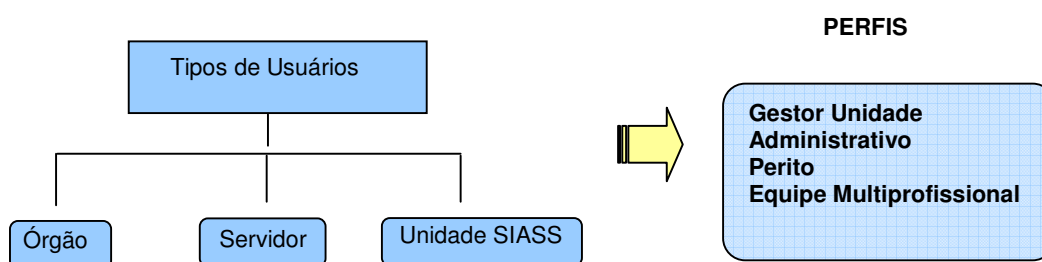 PERFIS
Tipos de Usuários
Gestor Unidade
Administrativo
Perito
Equipe Multiprofissional
Órgão
Servidor
Unidade SIASS